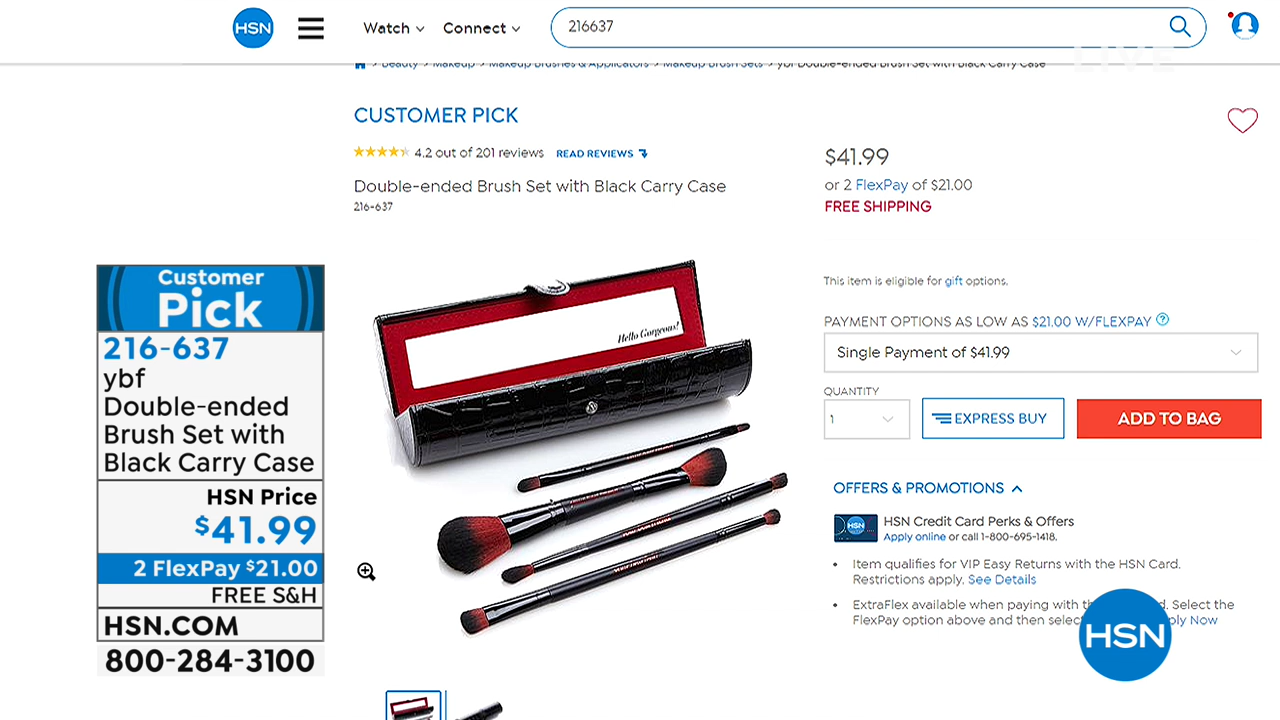 HSN
Watch
Connect
216637
LIVE
> Beauty > Makeup > Makeup Brushes & Applicators > Makeup Brush Sets > ybf Double-ended Brush Set with Black Carry Case
CUSTOMER PICK
4.2 out of 201 reviews READ REVIEWS
Double-ended Brush Set with Black Carry Case
216-637
$41.99
or 2 FlexPay of $21.00
FREE SHIPPING
This item is eligible for gift options.
PAYMENT OPTIONS AS LOW AS $21.00 W/FLEXPAY ?
Single Payment of $41.99
QUANTITY
1
EXPRESS BUY
ADD TO BAG
OFFERS & PROMOTIONS
HSN
HSN Credit Card Perks & Offers
Apply online or call 1-800-695-1418.
• Item qualifies for VIP Easy Returns with the HSN Card.
Restrictions apply. See Details
• ExtraFlex available when paying with d. Select the
FlexPay option above and then selec ply Now
HSN
Hello Gorgeous!
Customer
Pick
216-637
ybf
Double-ended
Brush Set with
Black Carry Case
HSN Price
$41.99
2 FlexPay $21.00
FREE S&H
HSN.COM
800-284-3100